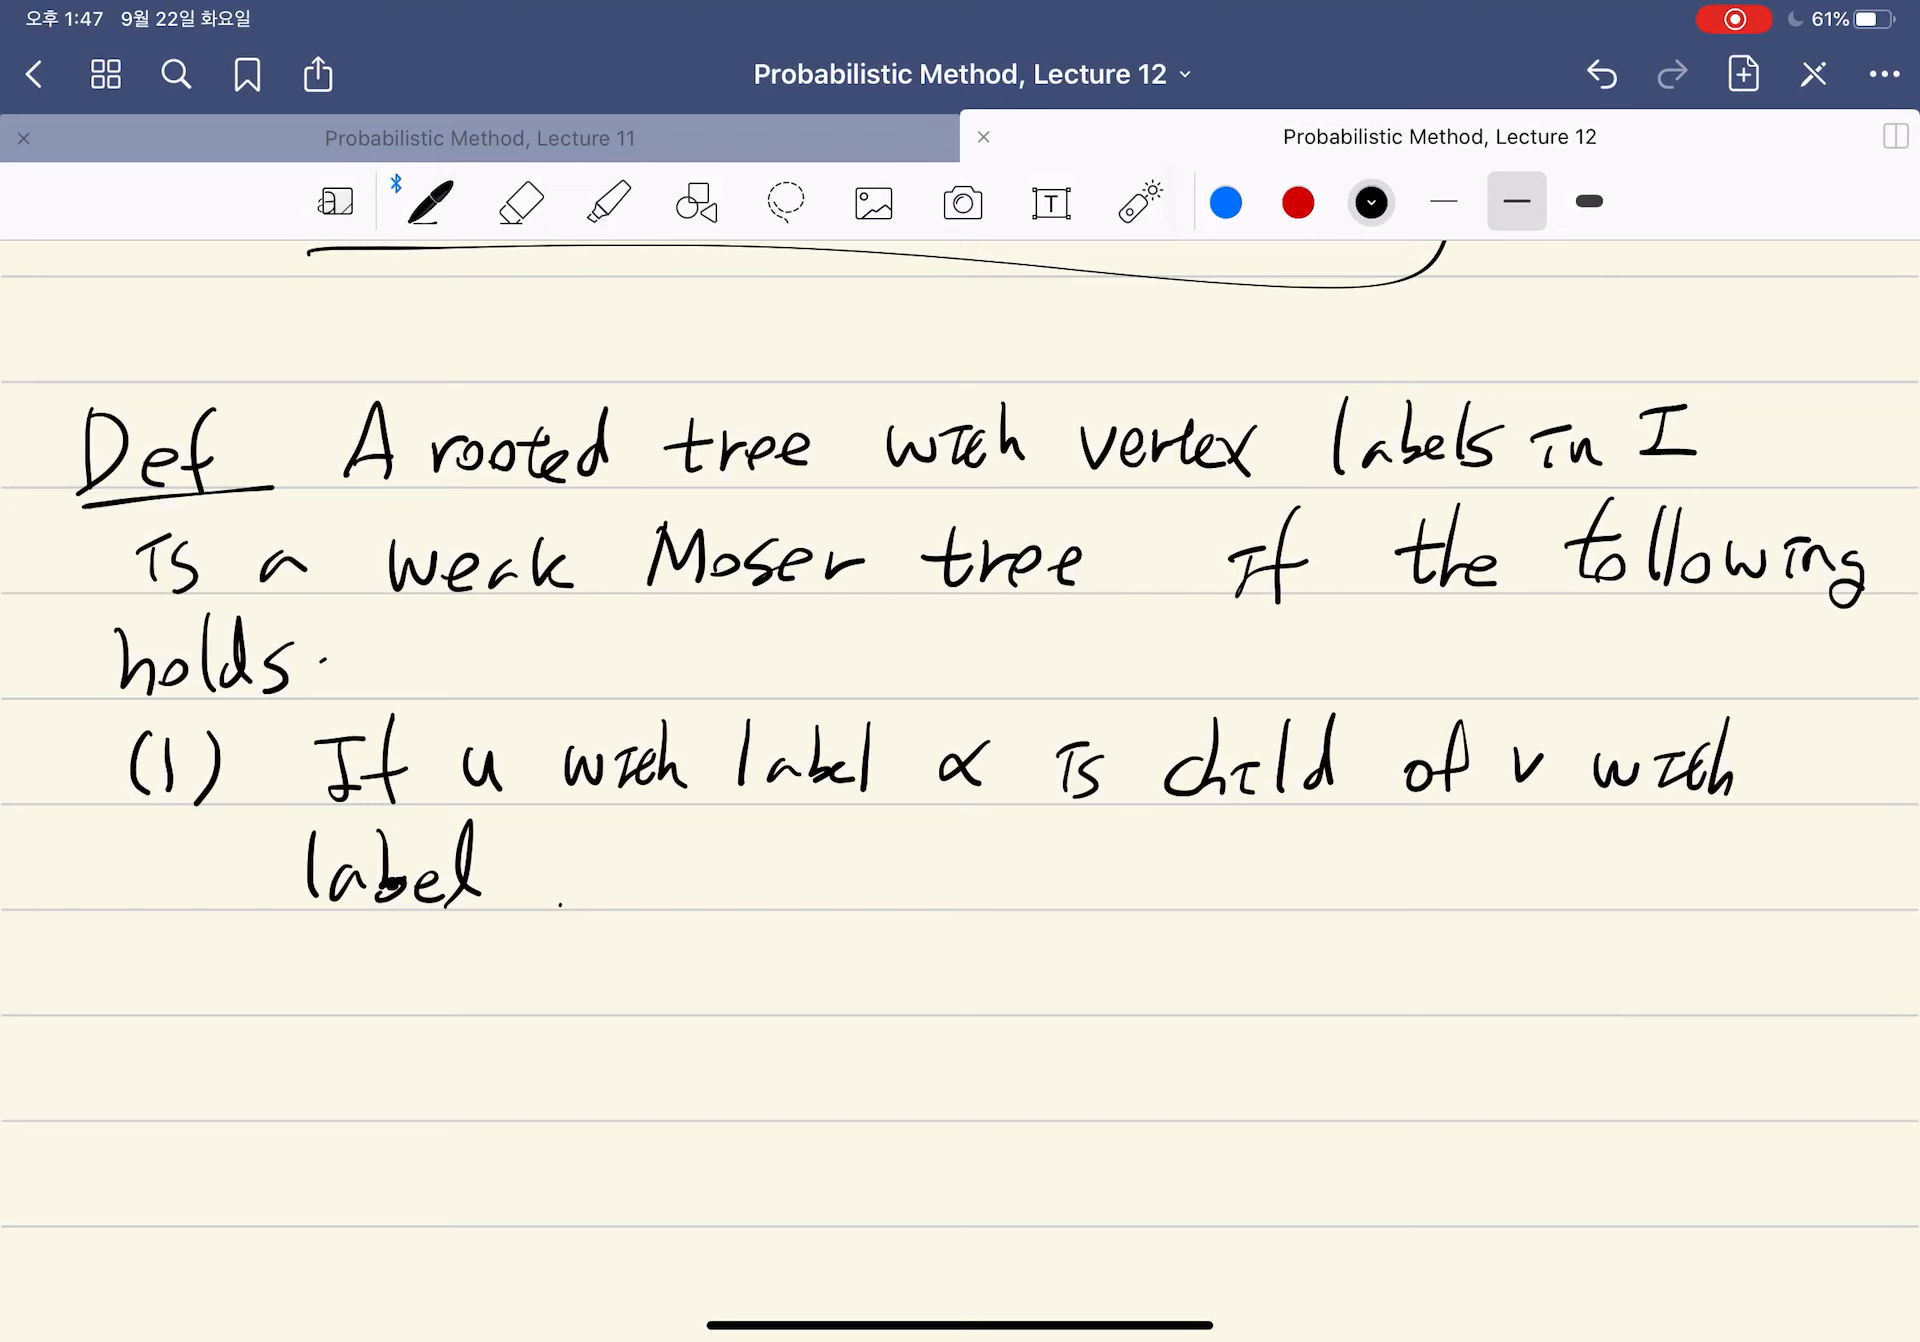 오후 1:47 9월 22일 화요일 61%
Probabilistic Method, Lecture 12
Probabilistic Method, Lecture 11 Probabilistic Method, Lecture 12
Def A rooted tree with vertex labels in I
is a weak Moser tree if the following
holds.
(1) If u with label α is child of v with
label